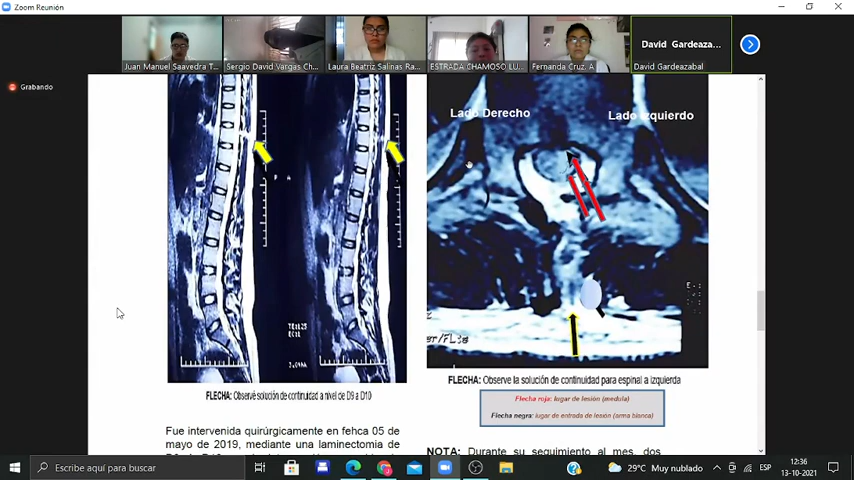 Zoom Reunión
Juan Manuel Saavedra T...
Sergio David Vargas Ch...
Laura Beatriz Salinas Ra...
ESTRADA CHAMOSO LU...
Fernanda Cruz. A
David Gardeaza...
David Gardeazabal
Grabando
Lado Derecho
Lado Izquierdo
P A
er/FLte
FLECHA: Observe solución de continuidad a nivel de D9 a D10
FLECHA: Observe la solución de continuidad para espinal a izquierda
Flecha roja: lugar de lesión (medula)
Flecha negra: lugar de entrada de lesión (arma blanca)
Fue intervenida quirúrgicamente en fehca 05 de
mayo de 2019, mediante una laminectomia de
NOTA: Durante su seguimiento al mes, dos
Escribe aquí para buscar
29°C Muy nublado
ESP
12:36
13-10-2021